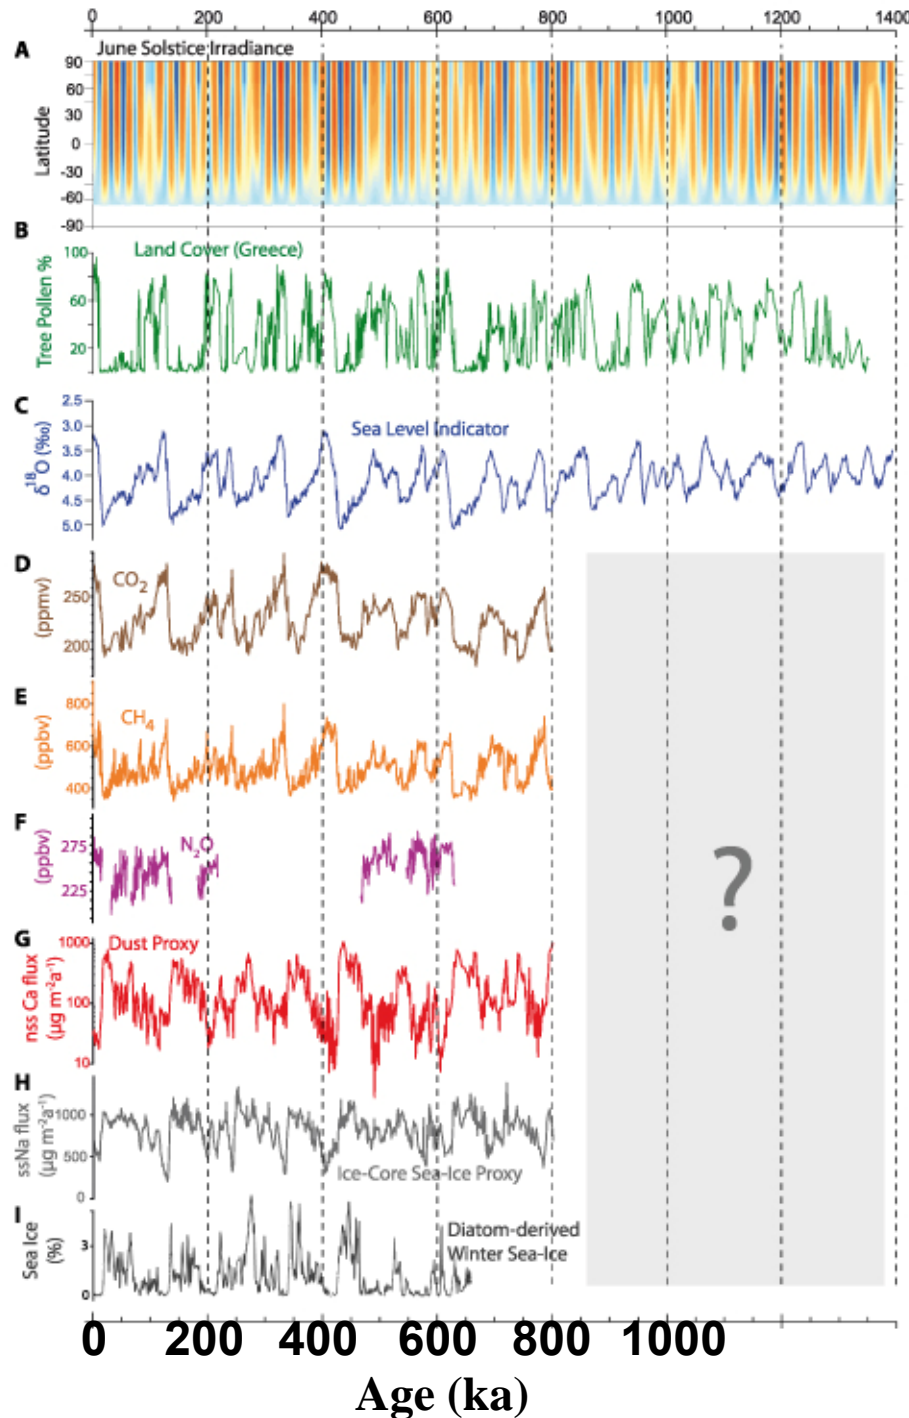 0 200 400 600 800 1000 1200 1400
A
June Solstice Irradiance
90
60
30
0
-30
-60
-90
Latitude
B
Land Cover (Greece)
100
60
20
Tree Pollen %
C
2.5
3.0
3.5
4.0
4.5
5.0
Sea Level Indicator
δ18O (‰)
D
CO2
250
200
(ppmv)
E
CH4
800
600
400
(ppbv)
F
N2O
275
225
(ppbv)
?
G
Dust Proxy
1000
100
10
nss Ca flux
(µg m-2a-1)
H
1000
500
0
ssNa flux
(µg m-2a-1)
Ice-Core Sea-Ice Proxy
I
3
0
Sea Ice
(%)
Diatom-derived
Winter Sea-Ice
0 200 400 600 800 1000
Age (ka)